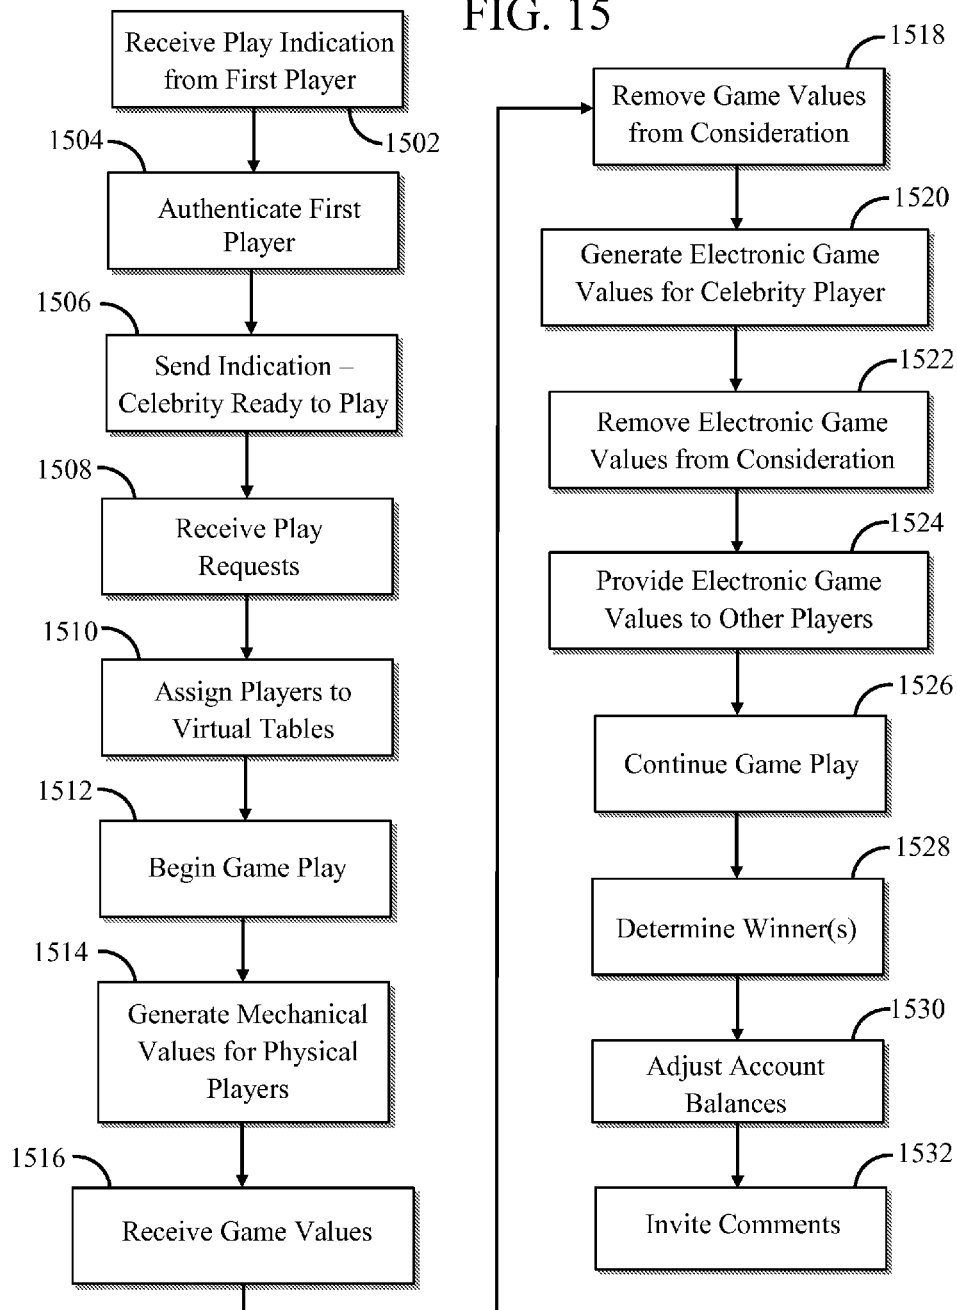 FIG. 15
Receive Play Indication
from First Player
1502
1504
Authenticate First
Player
1506
Send Indication –
Celebrity Ready to Play
1508
Receive Play
Requests
1510
Assign Players to
Virtual Tables
1512
Begin Game Play
1514
Generate Mechanical
Values for Physical
Players
1516
Receive Game Values
1518
Remove Game Values
from Consideration
1520
Generate Electronic Game
Values for Celebrity Player
1522
Remove Electronic Game
Values from Consideration
1524
Provide Electronic Game
Values to Other Players
1526
Continue Game Play
1528
Determine Winner(s)
1530
Adjust Account
Balances
1532
Invite Comments